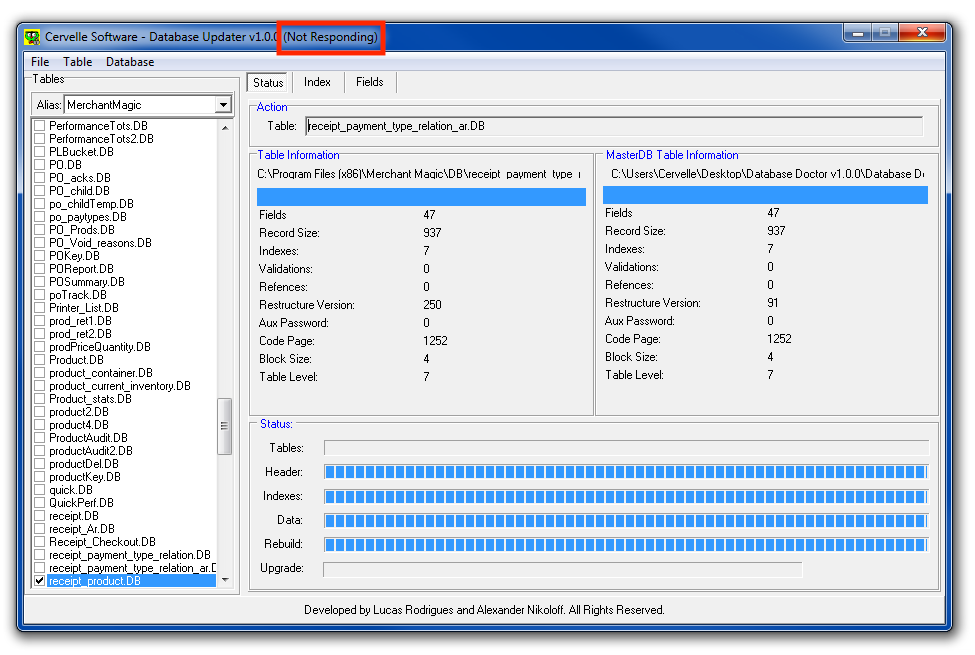 Cervelle Software - Database Updater v1.0.0 (Not Responding)
File Table Database
Tables
Alias: MerchantMagic
PerformanceTots.DB
PerformanceTots2.DB
PLBucket.DB
PO.DB
PO_acks.DB
PO_child.DB
po_childTemp.DB
po_paytypes.DB
PO_Prods.DB
PO_Void_reasons.DB
POKey.DB
POReport.DB
POSummary.DB
poTrack.DB
Printer_List.DB
prod_ret1.DB
prod_ret2.DB
prodPriceQuantity.DB
Product.DB
product_container.DB
product_current_inventory.DB
Product_stats.DB
product2.DB
product4.DB
ProductAudit.DB
productAudit2.DB
productDel.DB
productKey.DB
quick.DB
QuickPerf.DB
receipt.DB
receipt_Ar.DB
Receipt_Checkout.DB
receipt_payment_type_relation.DB
receipt_payment_type_relation_ar.D
receipt_product.DB
Status Index Fields
Action
Table: receipt_payment_type_relation_ar.DB
Table Information
C:\Program Files (x86)\Merchant Magic\DB\receipt_payment_type_r
Fields 47
Record Size: 937
Indexes: 7
Validations: 0
Refences: 0
Restructure Version: 250
Aux Password: 0
Code Page: 1252
Block Size: 4
Table Level: 7
MasterDB Table Information
C:\Users\Cervelle\Desktop\Database Doctor v1.0.0\Database Do
Fields 47
Record Size: 937
Indexes: 7
Validations: 0
Refences: 0
Restructure Version: 91
Aux Password: 0
Code Page: 1252
Block Size: 4
Table Level: 7
Status:
Tables:
Header:
Indexes:
Data:
Rebuild:
Upgrade:
Developed by Lucas Rodrigues and Alexander Nikoloff. All Rights Reserved.